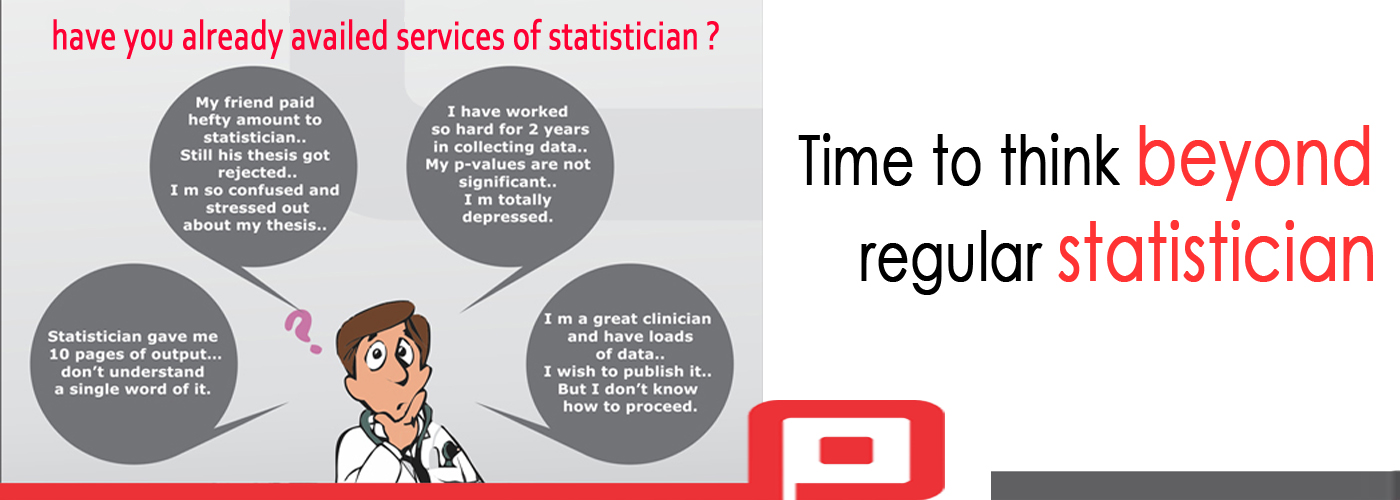 have you already availed services of statistician ?
My friend paid
hefty amount to
statistician..
Still his thesis got
rejected..
I m so confused and
stressed out
about my thesis..
I have worked
so hard for 2 years
in collecting data..
My p-values are not
significant..
I m totally
depressed.
Statistician gave me
10 pages of output...
don't understand
a single word of it.
I m a great clinician
and have loads
of data..
I wish to publish it..
But I don't know
how to proceed.
?
Time to think beyond
regular statistician